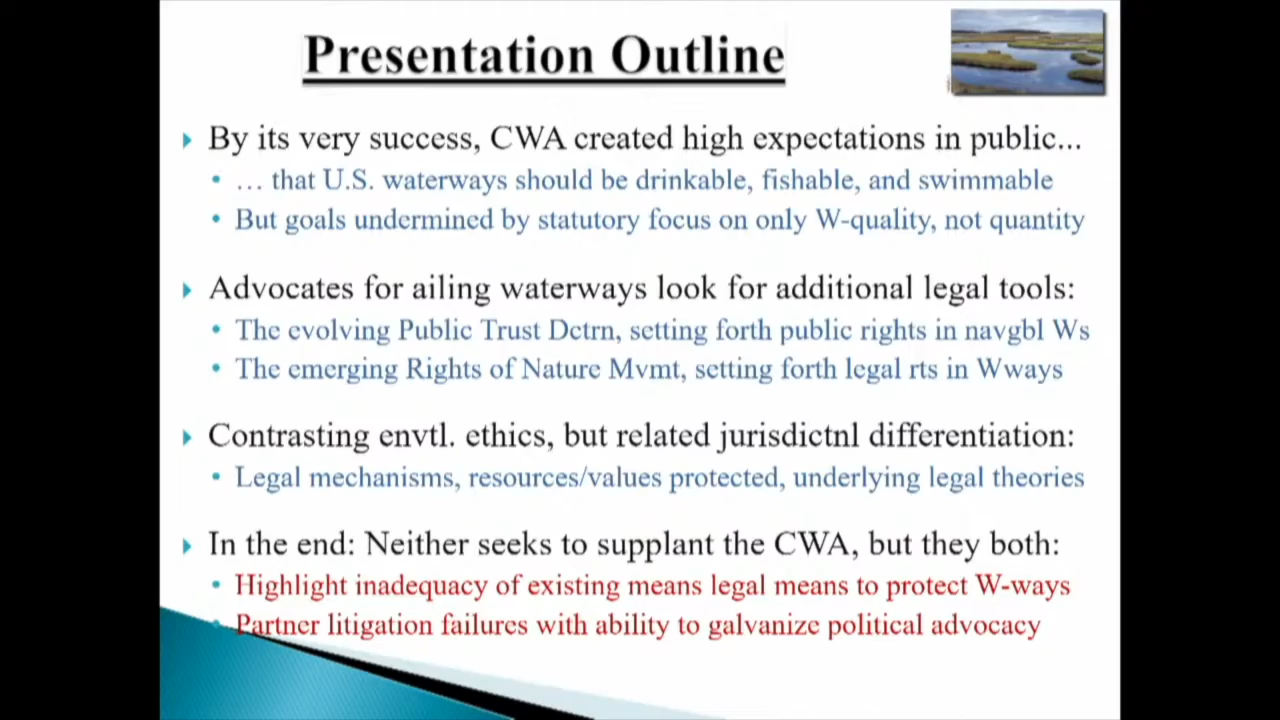 Presentation Outline
By its very success, CWA created high expectations in public...
… that U.S. waterways should be drinkable, fishable, and swimmable
But goals undermined by statutory focus on only W-quality, not quantity
Advocates for ailing waterways look for additional legal tools:
The evolving Public Trust Dctrn, setting forth public rights in navgbl Ws
The emerging Rights of Nature Mvmt, setting forth legal rts in Wways
Contrasting envtl. ethics, but related jurisdictnl differentiation:
Legal mechanisms, resources/values protected, underlying legal theories
In the end: Neither seeks to supplant the CWA, but they both:
Highlight inadequacy of existing means legal means to protect W-ways
Partner litigation failures with ability to galvanize political advocacy